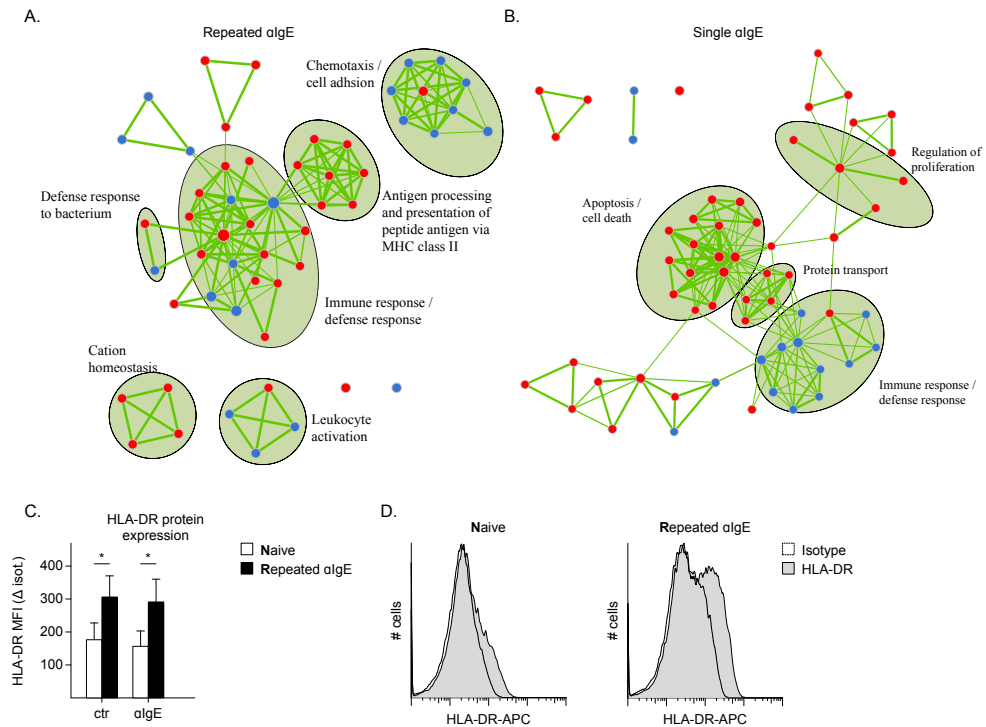 A.
Repeated αIgE
Chemotaxis /
cell adhsion
Defense response
to bacterium
Antigen processing
and presentation of
peptide antigen via
MHC class II
Immune response /
defense response
Cation
homeostasis
Leukocyte
activation
B.
Single αIgE
Regulation of
proliferation
Apoptosis /
cell death
Protein transport
Immune response /
defense response
C.
HLA-DR protein
expression
HLA-DR MFI (Δ isot.)
400
300
200
100
*
*
ctr
αIgE
Naive
Repeated αIgE
D.
Naive
# cells
HLA-DR-APC
Repeated αIgE
# cells
HLA-DR-APC
Isotype
HLA-DR